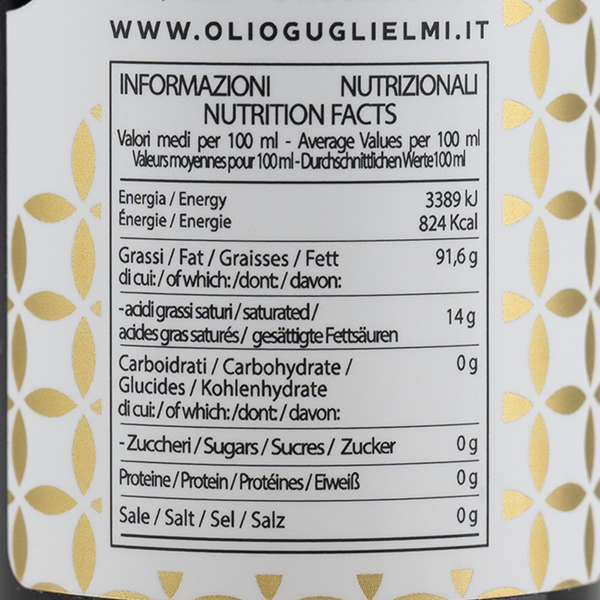 WWW.OLIOGUGLIELMI.IT
INFORMAZIONI NUTRIZIONALI
NUTRITION FACTS
Valori medi per 100 ml - Average Values per 100 ml
Valeurs moyennes pour 100 ml - Durchschnittlichen Werte 100 ml
Energia / Energy 3389 kJ
Énergie / Energie 824 Kcal
Grassi / Fat / Graisses / Fett 91,6 g
di cui: / of which: /dont: / davon:
-acidi grassi saturi / saturated /
acides gras saturés / gesättigte Fettsäuren 14 g
Carboidrati / Carbohydrate / 0 g
Glucides / Kohlenhydrate
di cui: / of which: /dont: / davon:
- Zuccheri / Sugars / Sucres / Zucker 0 g
Proteine / Protein / Protéines / Eiweiß 0 g
Sale / Salt / Sel / Salz 0 g